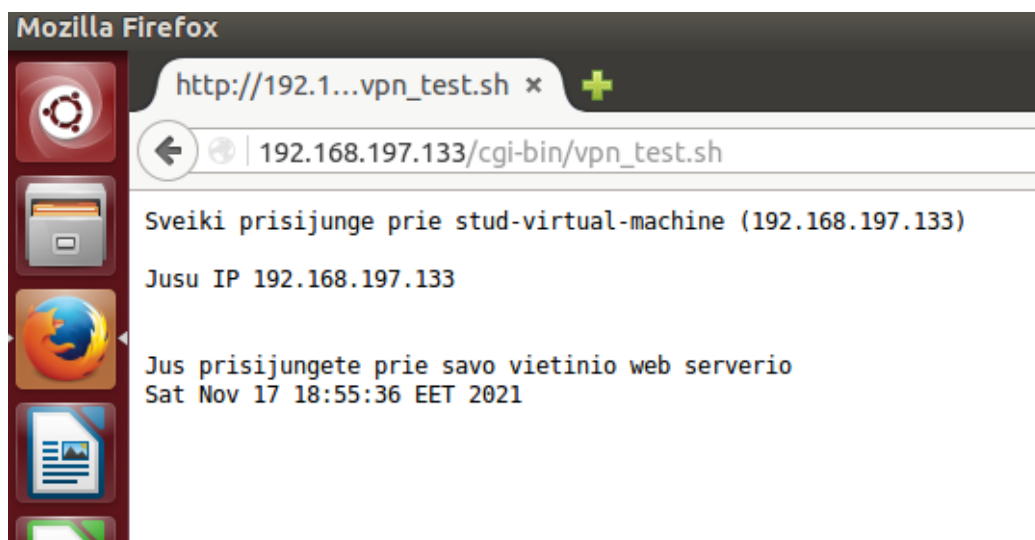 Mozilla Firefox
http://192.1...vpn_test.sh ×
192.168.197.133/cgi-bin/vpn_test.sh
Sveiki prisijunge prie stud-virtual-machine (192.168.197.133)
Jusu IP 192.168.197.133
Jus prisijungete prie savo vietinio web serverio
Sat Nov 17 18:55:36 EET 2021